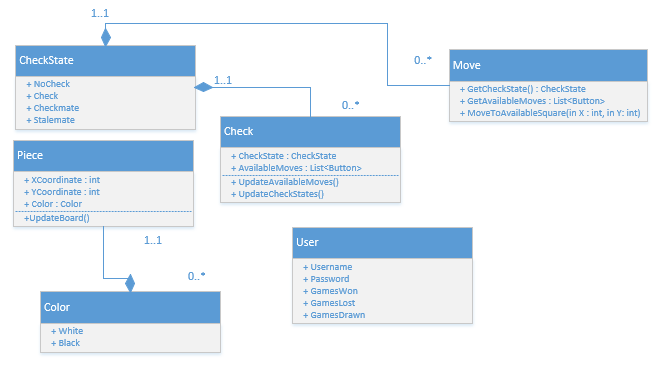 1..1
CheckState
+ NoCheck
+ Check
+ Checkmate
+ Stalemate
1..1
0..*
0..*
Move
+ GetCheckState() : CheckState
+ GetAvailableMoves : List<Button>
+ MoveToAvailableSquare(in X : int, in Y: int)
Check
+ CheckState : CheckState
+ AvailableMoves : List<Button>
+ UpdateAvailableMoves()
+ UpdateCheckStates()
Piece
+ XCoordinate : int
+ YCoordinate : int
+ Color : Color
+UpdateBoard()
1..1
0..*
Color
+ White
+ Black
User
+ Username
+ Password
+ GamesWon
+ GamesLost
+ GamesDrawn